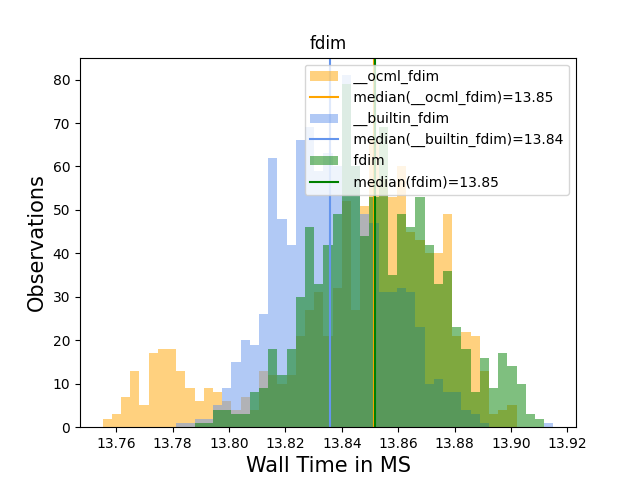 fdim
__ocml_fdim
median(__ocml_fdim)=13.85
__builtin_fdim
median(__builtin_fdim)=13.84
fdim
median(fdim)=13.85
Observations
80
70
60
50
40
30
20
10
0
13.76 13.78 13.80 13.82 13.84 13.86 13.88 13.90 13.92
Wall Time in MS